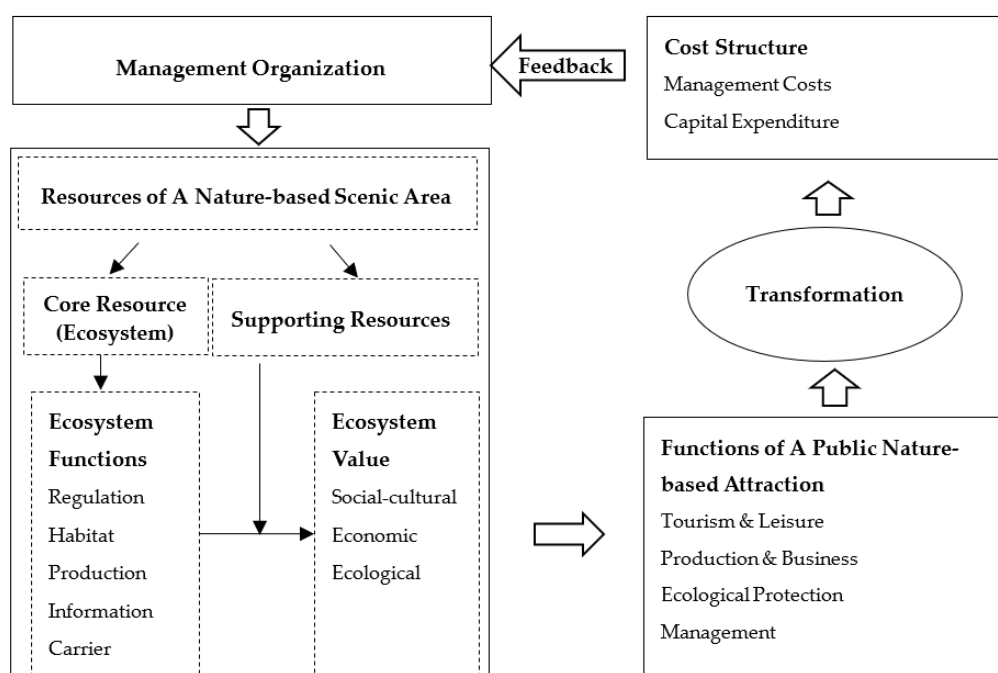 Management Organization
Feedback
Cost Structure
Management Costs
Capital Expenditure
Resources of A Nature-based Scenic Area
Core Resource
(Ecosystem)
Supporting Resources
Transformation
Ecosystem
Functions
Regulation
Habitat
Production
Information
Carrier
Ecosystem
Value
Social-cultural
Economic
Ecological
Functions of A Public Nature-
based Attraction
Tourism & Leisure
Production & Business
Ecological Protection
Management